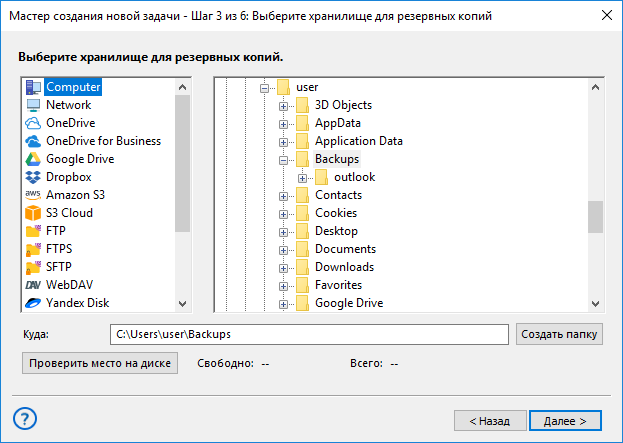 Мастер создания новой задачи - Шаг 3 из 6: Выберите хранилище для резервных копий
Выберите хранилище для резервных копий.
Computer
Network
OneDrive
OneDrive for Business
Google Drive
Dropbox
aws Amazon S3
S3 Cloud
FTP
FTPS
SFTP
DAV WebDAV
Yandex Disk
user
3D Objects
AppData
Application Data
Backups
outlook
Contacts
Cookies
Desktop
Documents
Downloads
Favorites
Google Drive
Куда: C:\Users\user\Backups Создать папку
Проверить место на диске Свободно: -- Всего: --
? < Назад Далее >